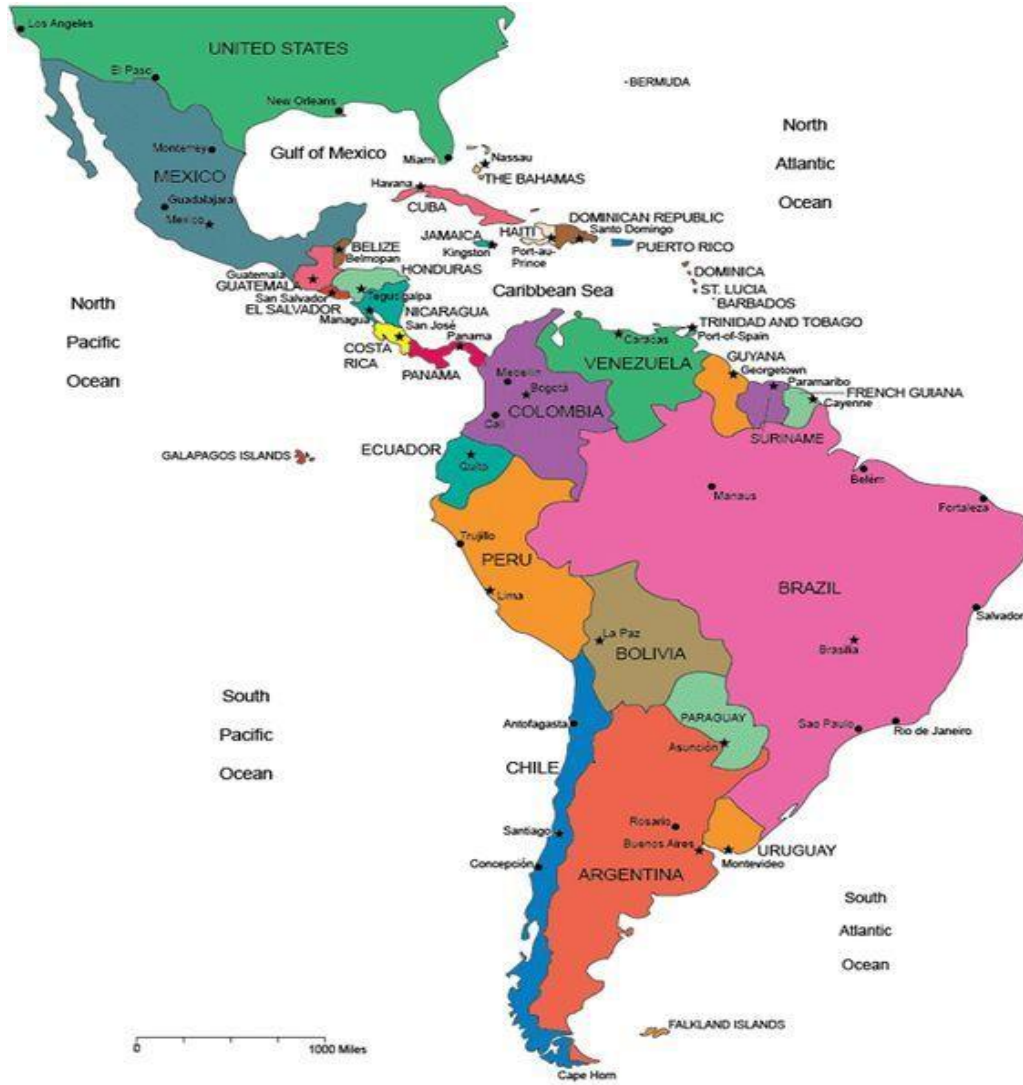 Los Angeles
UNITED STATES
El Paso
BERMUDA
New Orleans
North
Atlantic
Ocean
Monterrey
Gulf of Mexico
Miami
Nassau
MEXICO
THE BAHAMAS
Havana
Guadalajara
CUBA
Mexico
DOMINICAN REPUBLIC
Santo Domingo
HAITI
JAMAICA
Kingston
Port-au-
Prince
PUERTO RICO
BELIZE
Belmopan
HONDURAS
Guatemala
GUATEMALA
DOMINICA
ST. LUCIA
BARBADOS
Caribbean Sea
San Salvador
Tegucigalpa
EL SALVADOR
NICARAGUA
Managua
San José
North
Pacific
Ocean
COSTA
RICA
Panama
PANAMA
TRINIDAD AND TOBAGO
Port-of-Spain
Caracas
VENEZUELA
GUYANA
Georgetown
Paramaribo
FRENCH GUIANA
Cayenne
SURINAME
Medellín
Bogotá
COLOMBIA
Cali
ECUADOR
Quito
GALAPAGOS ISLANDS
Belém
Manaus
Fortaleza
Trujillo
PERU
Lima
BRAZIL
Salvador
La Paz
BOLIVIA
Brasilia
South
Pacific
Ocean
PARAGUAY
Asunción
Antofagasta
Sao Paulo
Rio de Janeiro
CHILE
Rosario
Santiago
Buenos Aires
URUGUAY
Montevideo
Concepción
ARGENTINA
South
Atlantic
Ocean
FALKLAND ISLANDS
0 1000 Miles
Cape Horn